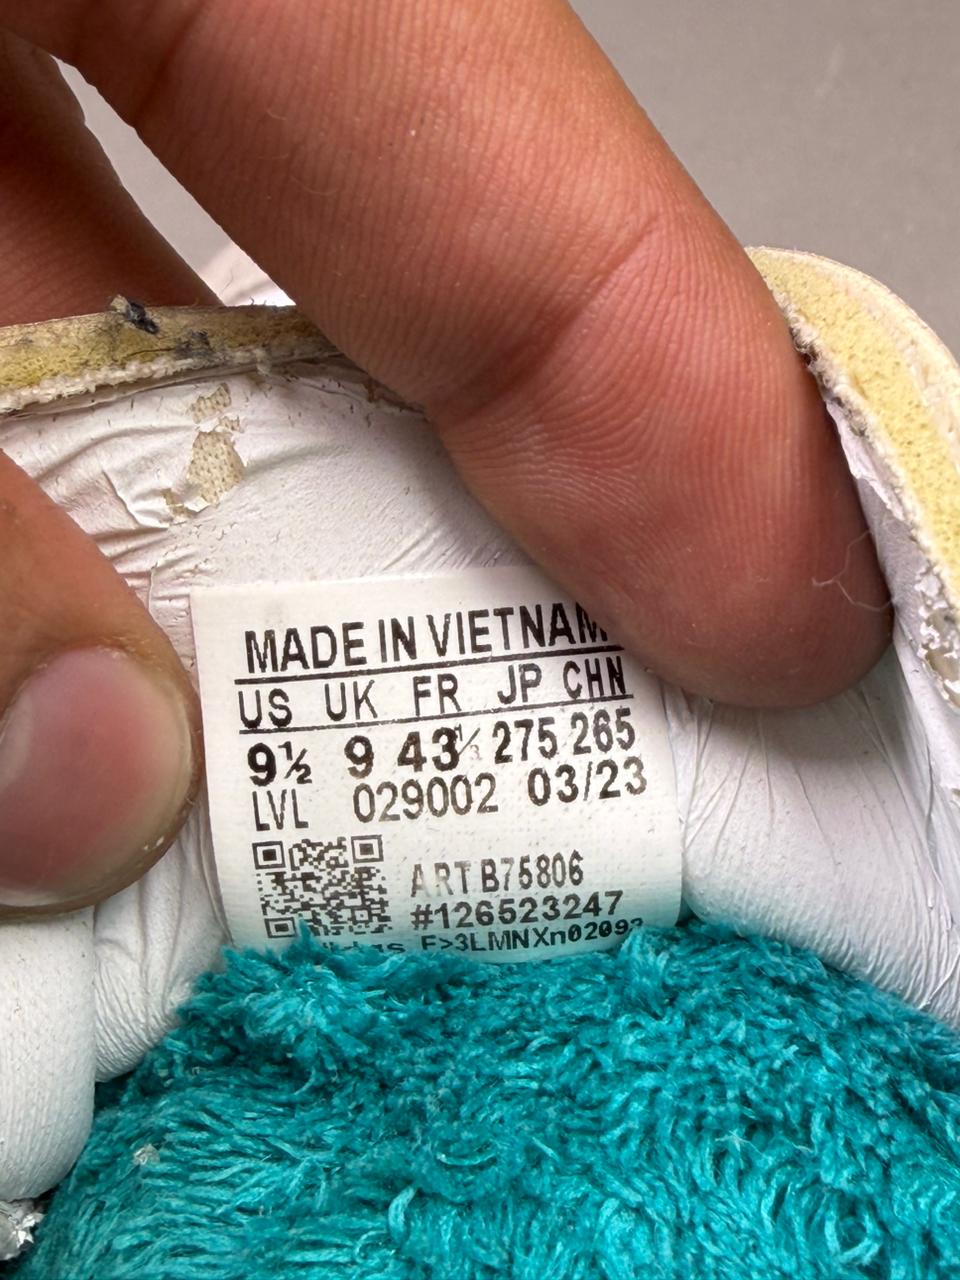 MADE IN VIETNAM
US UK FR JP CHN
9½ 9 43⅓ 275 265
LVL 029002 03/23
ART B75806
#126523247
F>3LMNXn02093